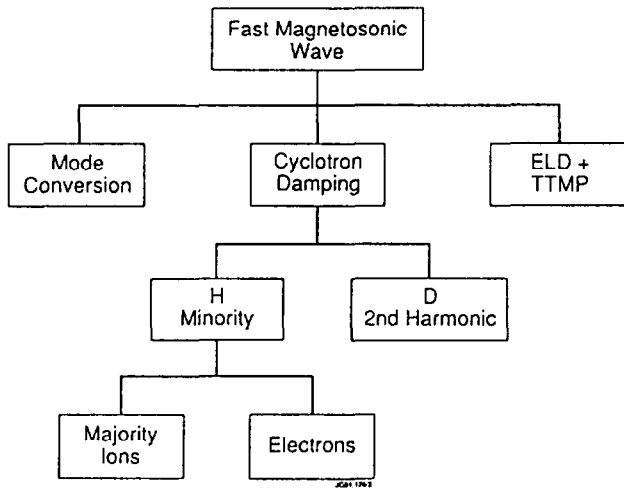 Fast Magnetosonic
Wave
Mode
Conversion
Cyclotron
Damping
ELD +
TTMP
H
Minority
D
2nd Harmonic
Majority
Ions
Electrons